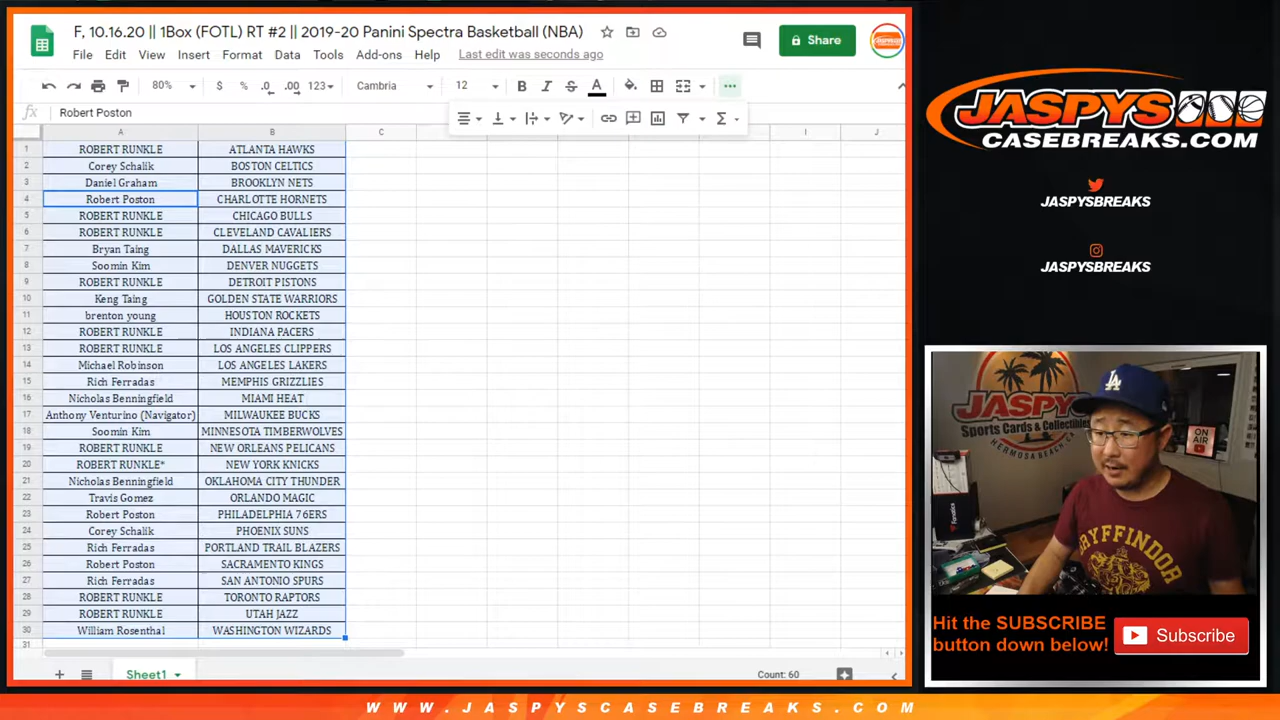 F, 10.16.20 || 1Box (FOTL) RT #2 || 2019-20 Panini Spectra Basketball (NBA)
Share
File Edit View Insert Format Data Tools Add-ons Help Last edit was seconds ago
80% $ % .0 .00 123 Cambria 12 B I S A
fx Robert Poston
A B C I J
1 ROBERT RUNKLE ATLANTA HAWKS
2 Corey Schalik BOSTON CELTICS
3 Daniel Graham BROOKLYN NETS
4 Robert Poston CHARLOTTE HORNETS
5 ROBERT RUNKLE CHICAGO BULLS
6 ROBERT RUNKLE CLEVELAND CAVALIERS
7 Bryan Taing DALLAS MAVERICKS
8 Soomin Kim DENVER NUGGETS
9 ROBERT RUNKLE DETROIT PISTONS
10 Keng Taing GOLDEN STATE WARRIORS
11 brenton young HOUSTON ROCKETS
12 ROBERT RUNKLE INDIANA PACERS
13 ROBERT RUNKLE LOS ANGELES CLIPPERS
14 Michael Robinson LOS ANGELES LAKERS
15 Rich Ferradas MEMPHIS GRIZZLIES
16 Nicholas Benningfield MIAMI HEAT
17 Anthony Venturino (Navigator) MILWAUKEE BUCKS
18 Soomin Kim MINNESOTA TIMBERWOLVES
19 ROBERT RUNKLE NEW ORLEANS PELICANS
20 ROBERT RUNKLE* NEW YORK KNICKS
21 Nicholas Benningfield OKLAHOMA CITY THUNDER
22 Travis Gomez ORLANDO MAGIC
23 Robert Poston PHILADELPHIA 76ERS
24 Corey Schalik PHOENIX SUNS
25 Rich Ferradas PORTLAND TRAIL BLAZERS
26 Robert Poston SACRAMENTO KINGS
27 Rich Ferradas SAN ANTONIO SPURS
28 ROBERT RUNKLE TORONTO RAPTORS
29 ROBERT RUNKLE UTAH JAZZ
30 William Rosenthal WASHINGTON WIZARDS
31
Sheet1 Count: 60
JASPYS
CASEBREAKS.COM
JASPYSBREAKS
JASPYSBREAKS
JASPYS
Sports Cards & Collectibles
HERMOSA BEACH
ON AIR
LA
Fanatics
GRYFFINDOR
Hit the SUBSCRIBE
button down below!
Subscribe
WWW.JASPYSCASEBREAKS.COM